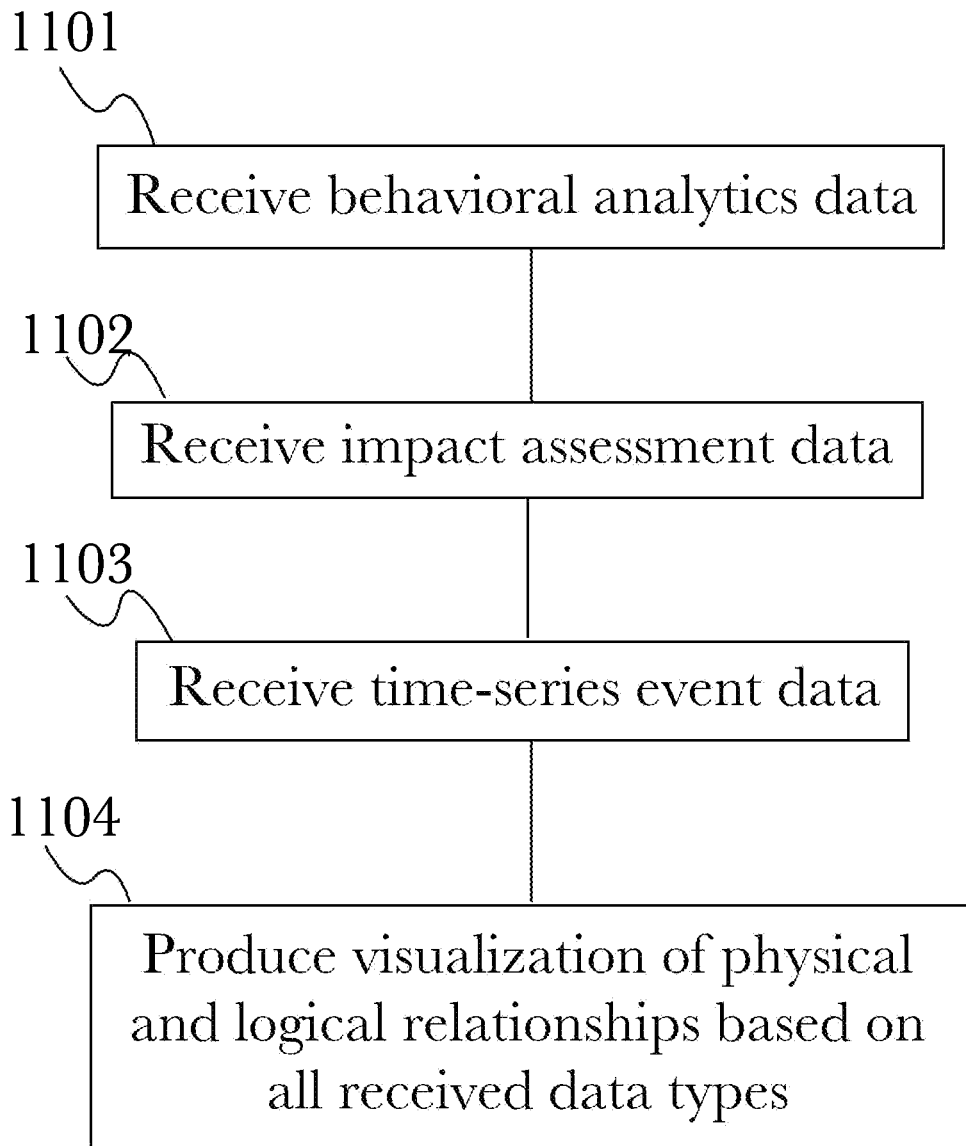 1101
Receive behavioral analytics data
1102
Receive impact assessment data
1103
Receive time-series event data
1104
Produce visualization of physical
and logical relationships based on
all received data types